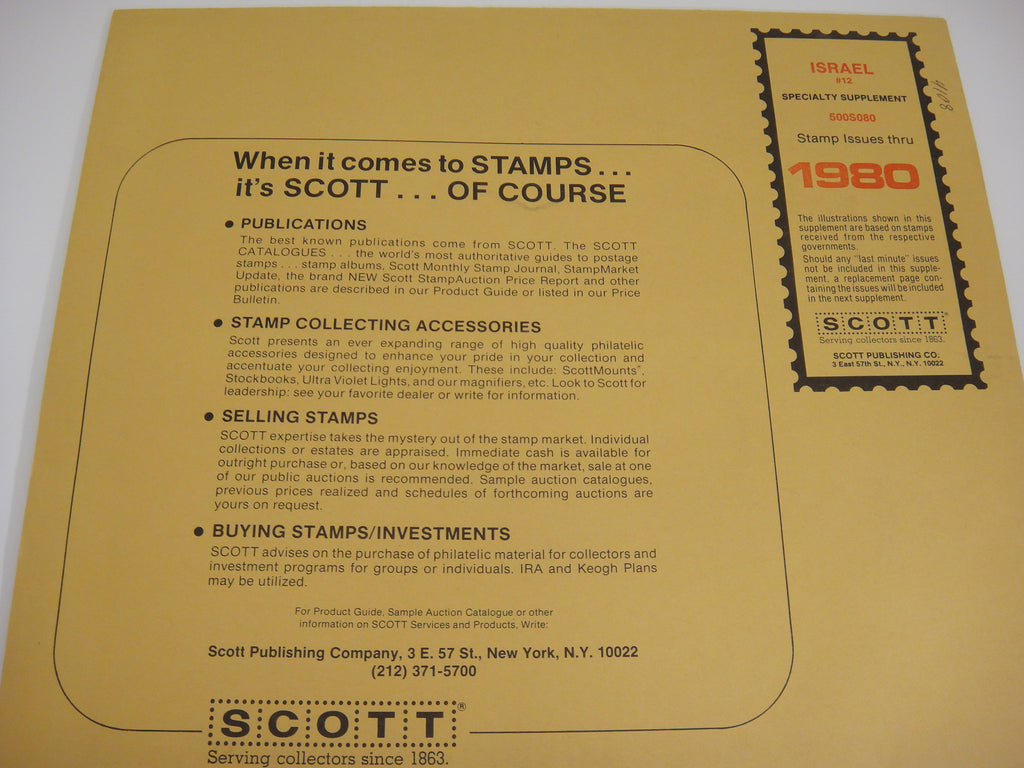 ISRAEL
#12
SPECIALTY SUPPLEMENT
500S080
Stamp Issues thru
1980
The illustrations shown in this
supplement are based on stamps
received from the respective
governments.
Should any "last minute" issues
not be included in this supple-
ment, a replacement page con-
taining the issues will be included
in the next supplement.
SCOTT®
Serving collectors since 1863.
SCOTT PUBLISHING CO.
3 East 57th St., N.Y., N.Y. 10022
When it comes to STAMPS . . .
it's SCOTT . . . OF COURSE
● PUBLICATIONS
The best known publications come from SCOTT. The SCOTT
CATALOGUES . . . the world's most authoritative guides to postage
stamps . . . stamp albums, Scott Monthly Stamp Journal, StampMarket
Update, the brand NEW Scott StampAuction Price Report and other
publications are described in our Product Guide or listed in our Price
Bulletin.
● STAMP COLLECTING ACCESSORIES
Scott presents an ever expanding range of high quality philatelic
accessories designed to enhance your pride in your collection and
accentuate your collecting enjoyment. These include: ScottMounts®,
Stockbooks, Ultra Violet Lights, and our magnifiers, etc. Look to Scott for
leadership: see your favorite dealer or write for information.
● SELLING STAMPS
SCOTT expertise takes the mystery out of the stamp market. Individual
collections or estates are appraised. Immediate cash is available for
outright purchase or, based on our knowledge of the market, sale at one
of our public auctions is recommended. Sample auction catalogues,
previous prices realized and schedules of forthcoming auctions are
yours on request.
● BUYING STAMPS/INVESTMENTS
SCOTT advises on the purchase of philatelic material for collectors and
investment programs for groups or individuals. IRA and Keogh Plans
may be utilized.
For Product Guide, Sample Auction Catalogue or other
information on SCOTT Services and Products, Write:
Scott Publishing Company, 3 E. 57 St., New York, N.Y. 10022
(212) 371-5700
SCOTT®
Serving collectors since 1863.